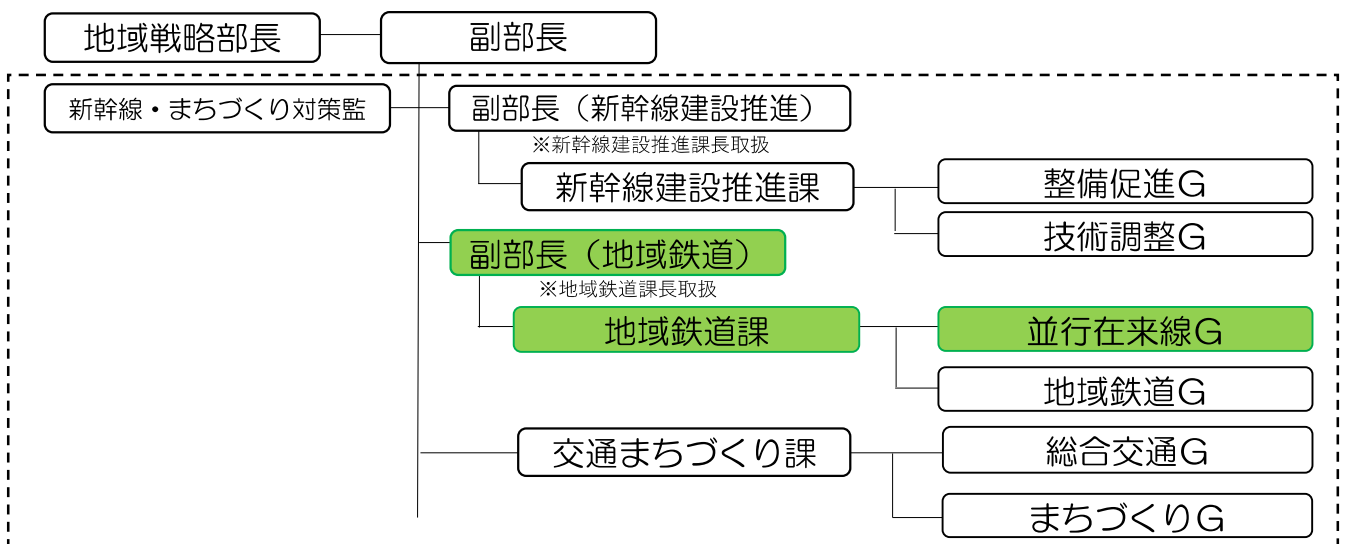 地域戦略部長
副部長
新幹線・まちづくり対策監
副部長（新幹線建設推進）
※新幹線建設推進課長取扱
新幹線建設推進課
整備促進Ｇ
技術調整Ｇ
副部長（地域鉄道）
※地域鉄道課長取扱
地域鉄道課
並行在来線Ｇ
地域鉄道Ｇ
交通まちづくり課
総合交通Ｇ
まちづくりＧ